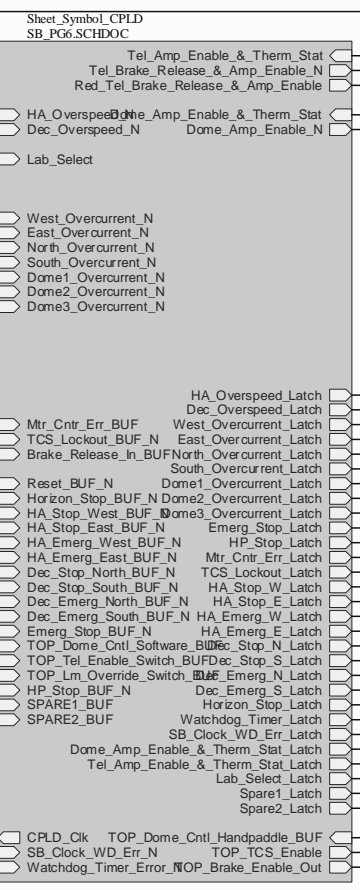 Sheet_Symbol_CPLD
SB_PG6.SCHDOC
Tel_Amp_Enable_&_Therm_Stat
Tel_Brake_Release_&_Amp_Enable_N
Red_Tel_Brake_Release_&_Amp_Enable
HA_Overspeed_N Dome_Amp_Enable_&_Therm_Stat
Dec_Overspeed_N Dome_Amp_Enable_N
Lab_Select
West_Overcurrent_N
East_Overcurrent_N
North_Overcurrent_N
South_Overcurrent_N
Dome1_Overcurrent_N
Dome2_Overcurrent_N
Dome3_Overcurrent_N
HA_Overspeed_Latch
Dec_Overspeed_Latch
Mtr_Cntr_Err_BUF West_Overcurrent_Latch
TCS_Lockout_BUF_N East_Overcurrent_Latch
Brake_Release_In_BUF North_Overcurrent_Latch
South_Overcurrent_Latch
Reset_BUF_N Dome1_Overcurrent_Latch
Horizon_Stop_BUF_N Dome2_Overcurrent_Latch
HA_Stop_West_BUF_N Dome3_Overcurrent_Latch
HA_Stop_East_BUF_N Emerg_Stop_Latch
HA_Emerg_West_BUF_N HP_Stop_Latch
HA_Emerg_East_BUF_N Mtr_Cntr_Err_Latch
Dec_Stop_North_BUF_N TCS_Lockout_Latch
Dec_Stop_South_BUF_N HA_Stop_W_Latch
Dec_Emerg_North_BUF_N HA_Stop_E_Latch
Dec_Emerg_South_BUF_N HA_Emerg_W_Latch
Emerg_Stop_BUF_N HA_Emerg_E_Latch
TOP_Dome_Cntl_Software_BUF Dec_Stop_N_Latch
TOP_Tel_Enable_Switch_BUF Dec_Stop_S_Latch
TOP_Lm_Override_Switch_BUF Dec_Emerg_N_Latch
HP_Stop_BUF_N Dec_Emerg_S_Latch
SPARE1_BUF Horizon_Stop_Latch
SPARE2_BUF Watchdog_Timer_Latch
SB_Clock_WD_Err_Latch
Dome_Amp_Enable_&_Therm_Stat_Latch
Tel_Amp_Enable_&_Therm_Stat_Latch
Lab_Select_Latch
Spare1_Latch
Spare2_Latch
CPLD_Clk TOP_Dome_Cntl_Handpaddle_BUF
SB_Clock_WD_Err_N TOP_TCS_Enable
Watchdog_Timer_Error_N TOP_Brake_Enable_Out